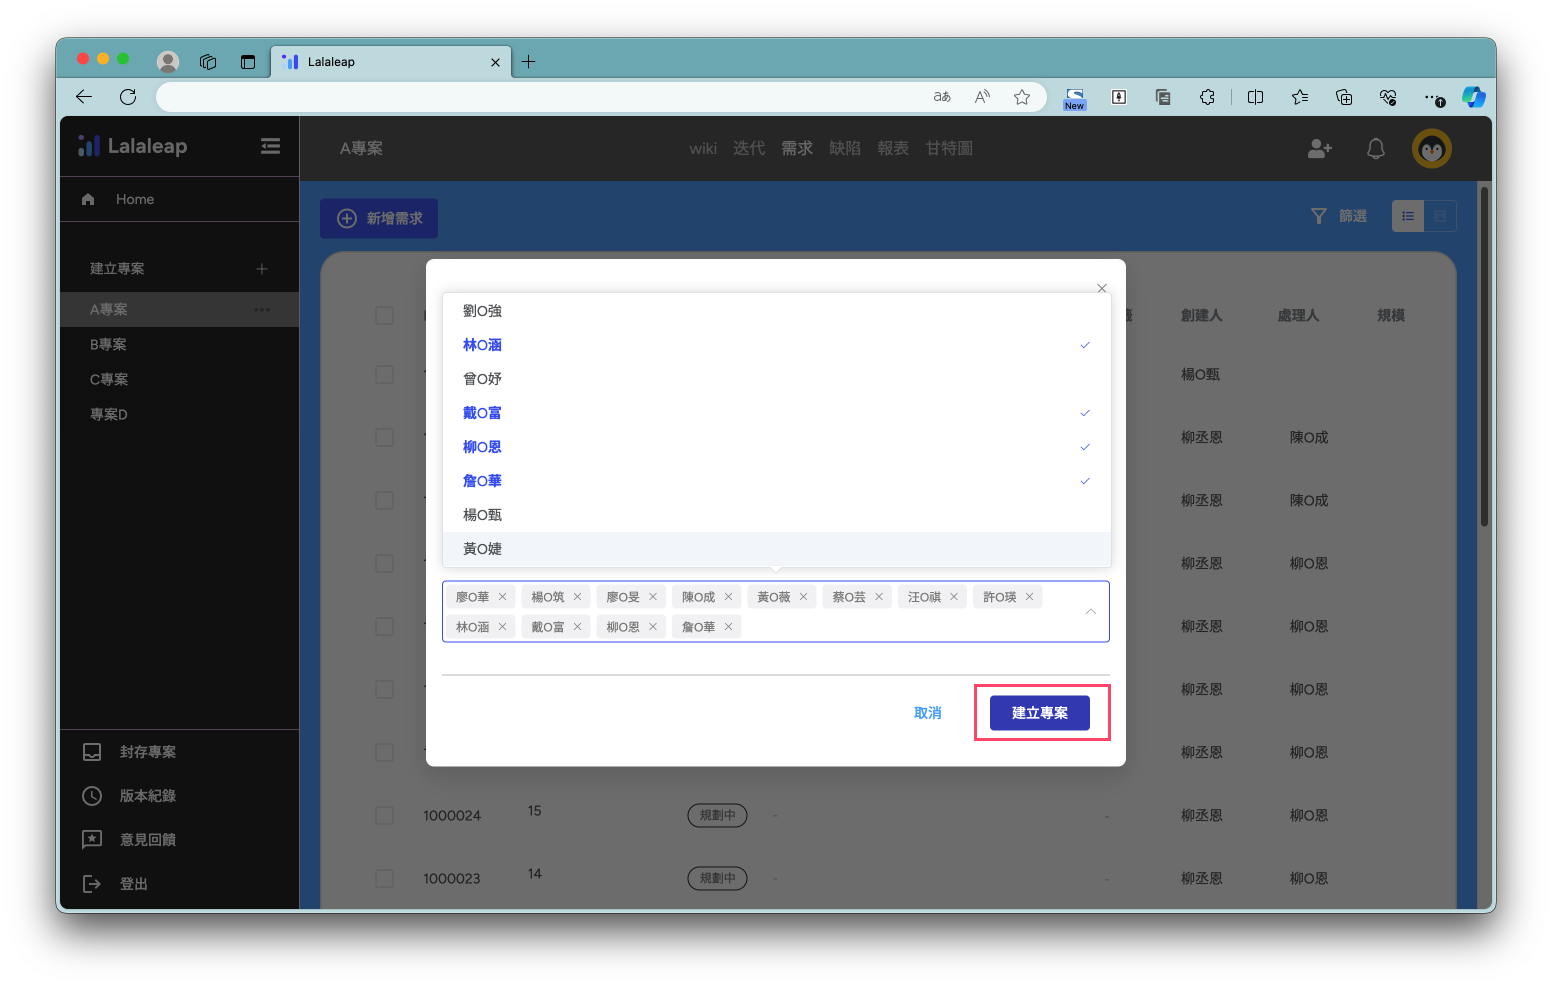 Lalaleap
aあ
A
New
Lalaleap
A專案
wiki 迭代 需求 缺陷 報表 甘特圖
Home
新增需求
篩選
建立專案
A專案
B專案
C專案
專案D
創建人 處理人 規模
楊O甄
柳丞恩 陳O成
柳丞恩 陳O成
柳丞恩 柳O恩
柳丞恩 柳O恩
柳丞恩 柳O恩
柳丞恩 柳O恩
劉O強
林O涵
曾O妤
戴O富
柳O恩
詹O華
楊O甄
黃O婕
廖O華 楊O筑 廖O旻 陳O成 黃O薇 蔡O芸 汪O祺 許O瑛
林O涵 戴O富 柳O恩 詹O華
取消 建立專案
1000024 15 規劃中 - - 柳丞恩 柳O恩
1000023 14 規劃中 - - 柳丞恩 柳O恩
封存專案
版本紀錄
意見回饋
登出